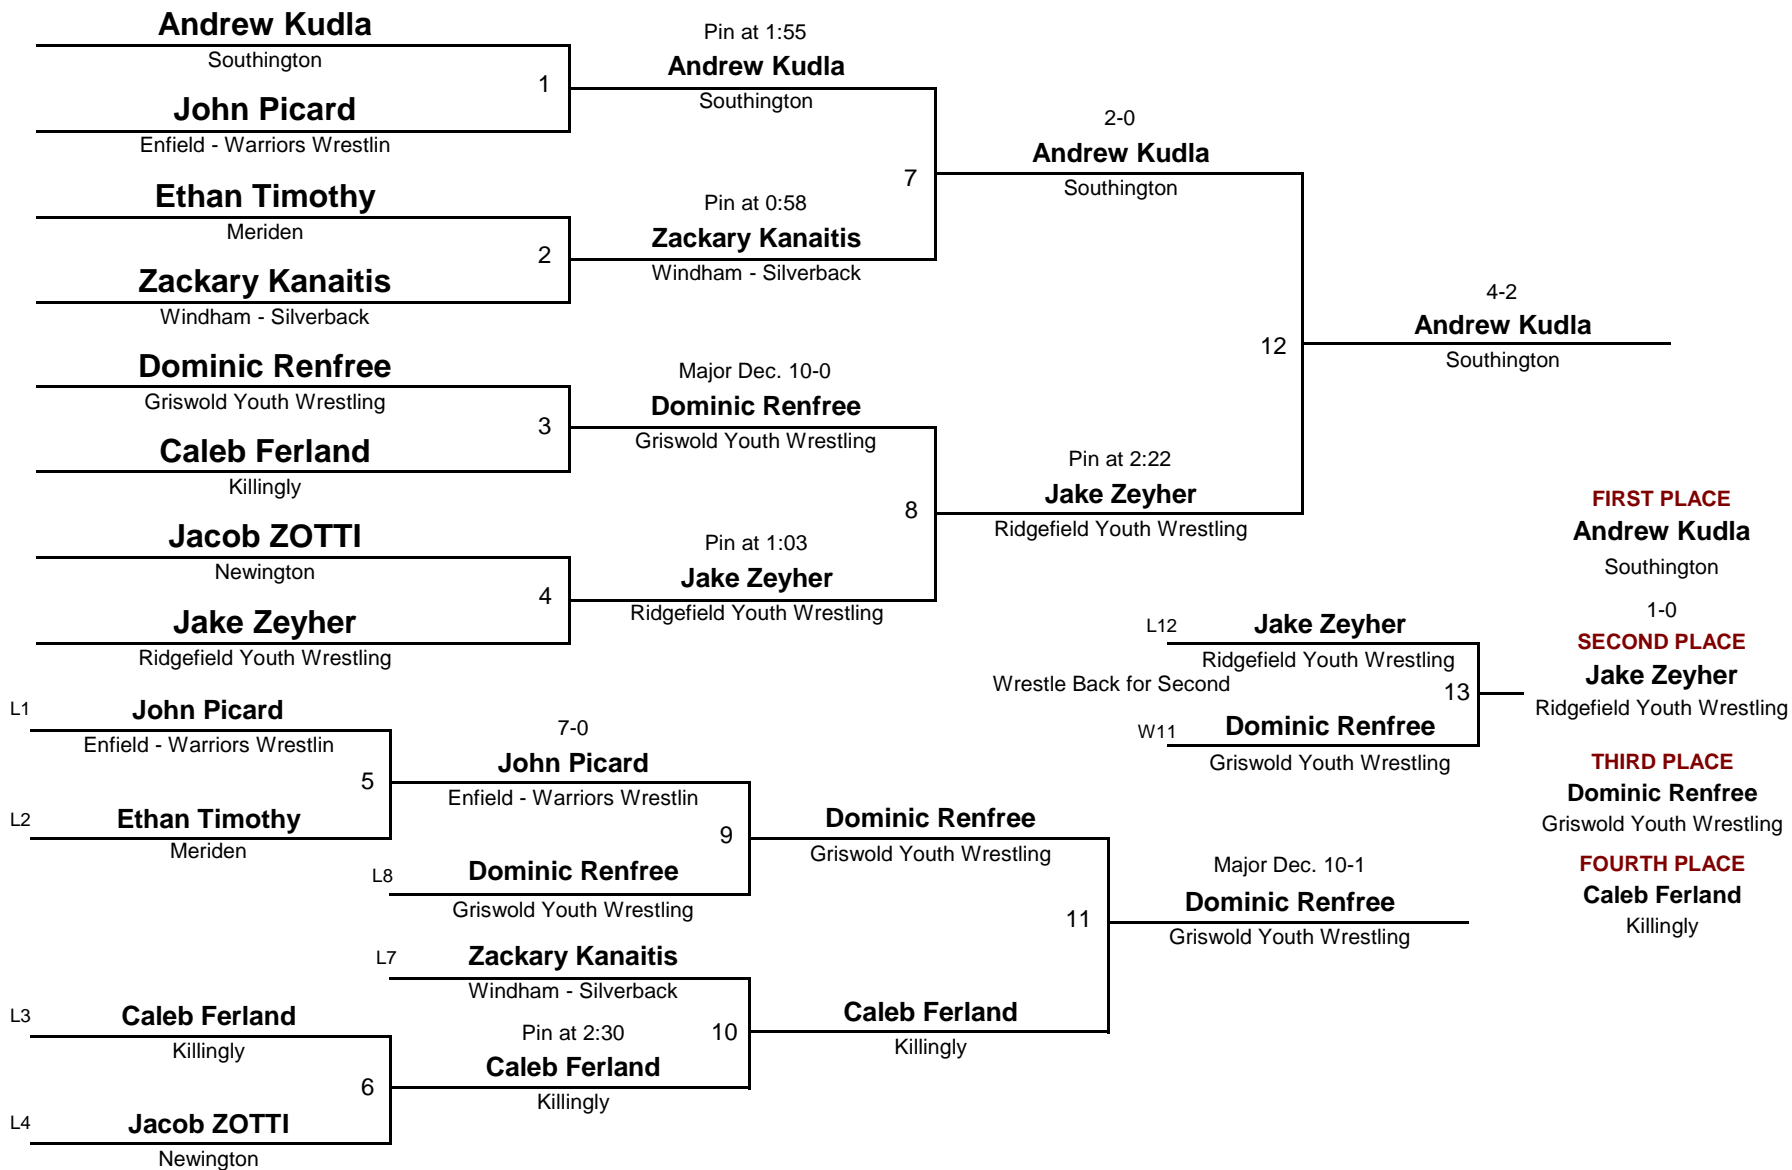 Andrew Kudla
Southington
1
John Picard
Enfield - Warriors Wrestlin
Ethan Timothy
Meriden
2
Zackary Kanaitis
Windham - Silverback
Dominic Renfree
Griswold Youth Wrestling
3
Caleb Ferland
Killingly
Jacob ZOTTI
Newington
4
Jake Zeyher
Ridgefield Youth Wrestling
Pin at 1:55
Andrew Kudla
Southington
7
Pin at 0:58
Zackary Kanaitis
Windham - Silverback
Major Dec. 10-0
Dominic Renfree
Griswold Youth Wrestling
8
Pin at 1:03
Jake Zeyher
Ridgefield Youth Wrestling
2-0
Andrew Kudla
Southington
12
Pin at 2:22
Jake Zeyher
Ridgefield Youth Wrestling
4-2
Andrew Kudla
Southington
L1
John Picard
Enfield - Warriors Wrestlin
5
L2
Ethan Timothy
Meriden
L3
Caleb Ferland
Killingly
6
L4
Jacob ZOTTI
Newington
7-0
John Picard
Enfield - Warriors Wrestlin
9
L8
Dominic Renfree
Griswold Youth Wrestling
L7
Zackary Kanaitis
Windham - Silverback
10
Pin at 2:30
Caleb Ferland
Killingly
Dominic Renfree
Griswold Youth Wrestling
11
Caleb Ferland
Killingly
Major Dec. 10-1
Dominic Renfree
Griswold Youth Wrestling
L12
Jake Zeyher
Ridgefield Youth Wrestling
Wrestle Back for Second
13
W11
Dominic Renfree
Griswold Youth Wrestling
FIRST PLACE
Andrew Kudla
Southington
1-0
SECOND PLACE
Jake Zeyher
Ridgefield Youth Wrestling
THIRD PLACE
Dominic Renfree
Griswold Youth Wrestling
FOURTH PLACE
Caleb Ferland
Killingly